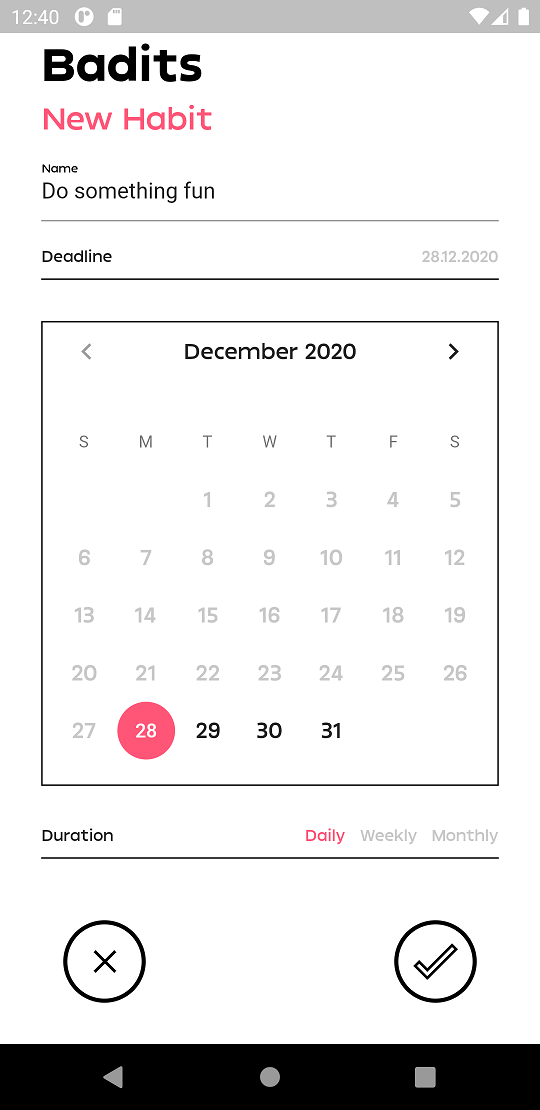 12:40
Badits
New Habit
Name
Do something fun
Deadline 28.12.2020
December 2020
S M T W T F S
1 2 3 4 5
6 7 8 9 10 11 12
13 14 15 16 17 18 19
20 21 22 23 24 25 26
27 28 29 30 31
Duration Daily Weekly Monthly